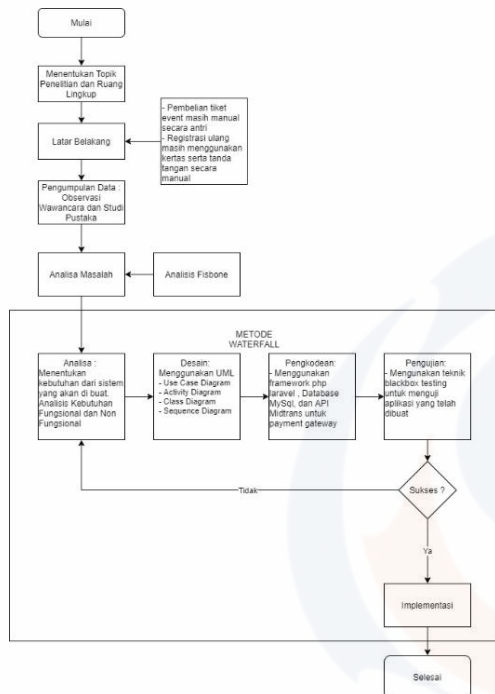 Mulai
Menentukan Topik
Penelitian dan Ruang
Lingkup
Latar Belakang
- Pembelian tiket
event masih manual
secara antri
- Registrasi ulang
masih menggunakan
kertas serta tanda
tangan secara
manual
Pengumpulan Data :
Observasi
Wawancara dan Studi
Pustaka
Analisa Masalah
Analisis Fisbone
METODE
WATERFALL
Analisa :
Menentukan
kebutuhan dari sistem
yang akan di buat.
Analisis Kebutuhan
Fungsional dan Non
Fungsional
Desain:
Menggunakan UML
- Use Case Diagram
- Activity Diagram
- Class Diagram
- Sequence Diagram
Pengkodean:
- Menggunakan
framework php
laravel , Database
MySql, dan API
Midtrans untuk
payment gateway
Pengujian:
- Mengunakan teknik
blackbox testing
untuk menguji
aplikasi yang telah
dibuat
Sukses ?
Tidak
Ya
Implementasi
Selesai